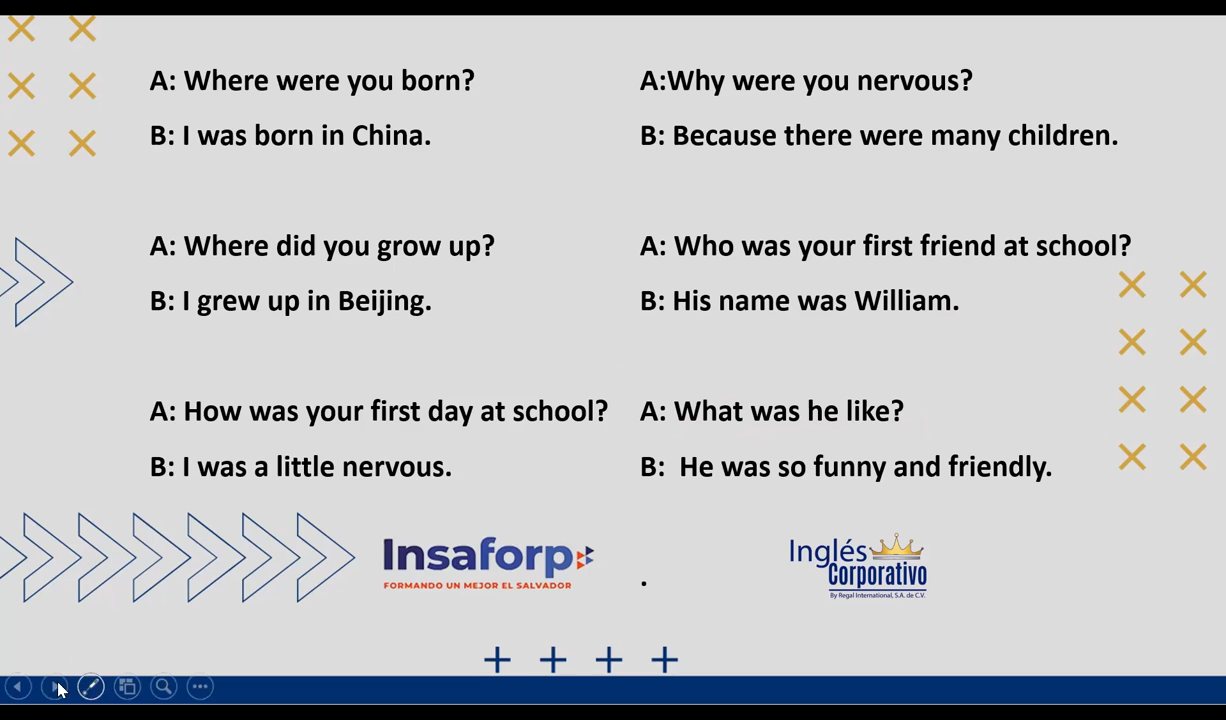 A: Where were you born?
B: I was born in China.
A: Where did you grow up?
B: I grew up in Beijing.
A: How was your first day at school?
B: I was a little nervous.
A:Why were you nervous?
B: Because there were many children.
A: Who was your first friend at school?
B: His name was William.
A: What was he like?
B:  He was so funny and friendly.
.
Insaforp
FORMANDO UN MEJOR EL SALVADOR
Inglés
Corporativo
By Regal International, S.A. de C.V.